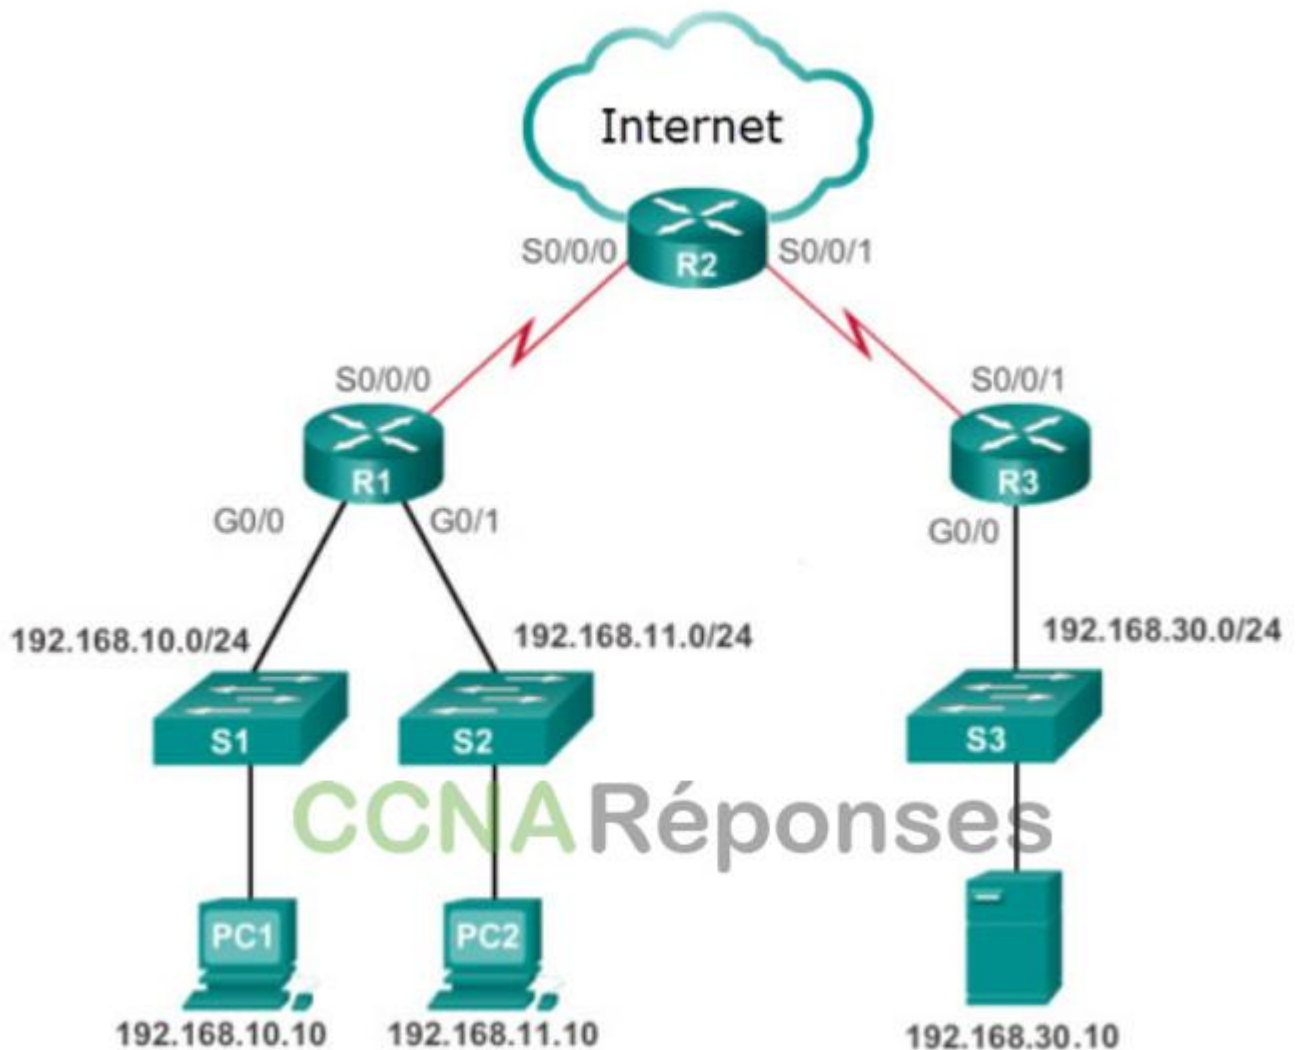 Internet
S0/0/0
R2
S0/0/1
S0/0/0
S0/0/1
R1
R3
G0/0
G0/1
G0/0
192.168.10.0/24
192.168.11.0/24
192.168.30.0/24
S1
S2
S3
CCNA Réponses
PC1
PC2
192.168.10.10
192.168.11.10
192.168.30.10